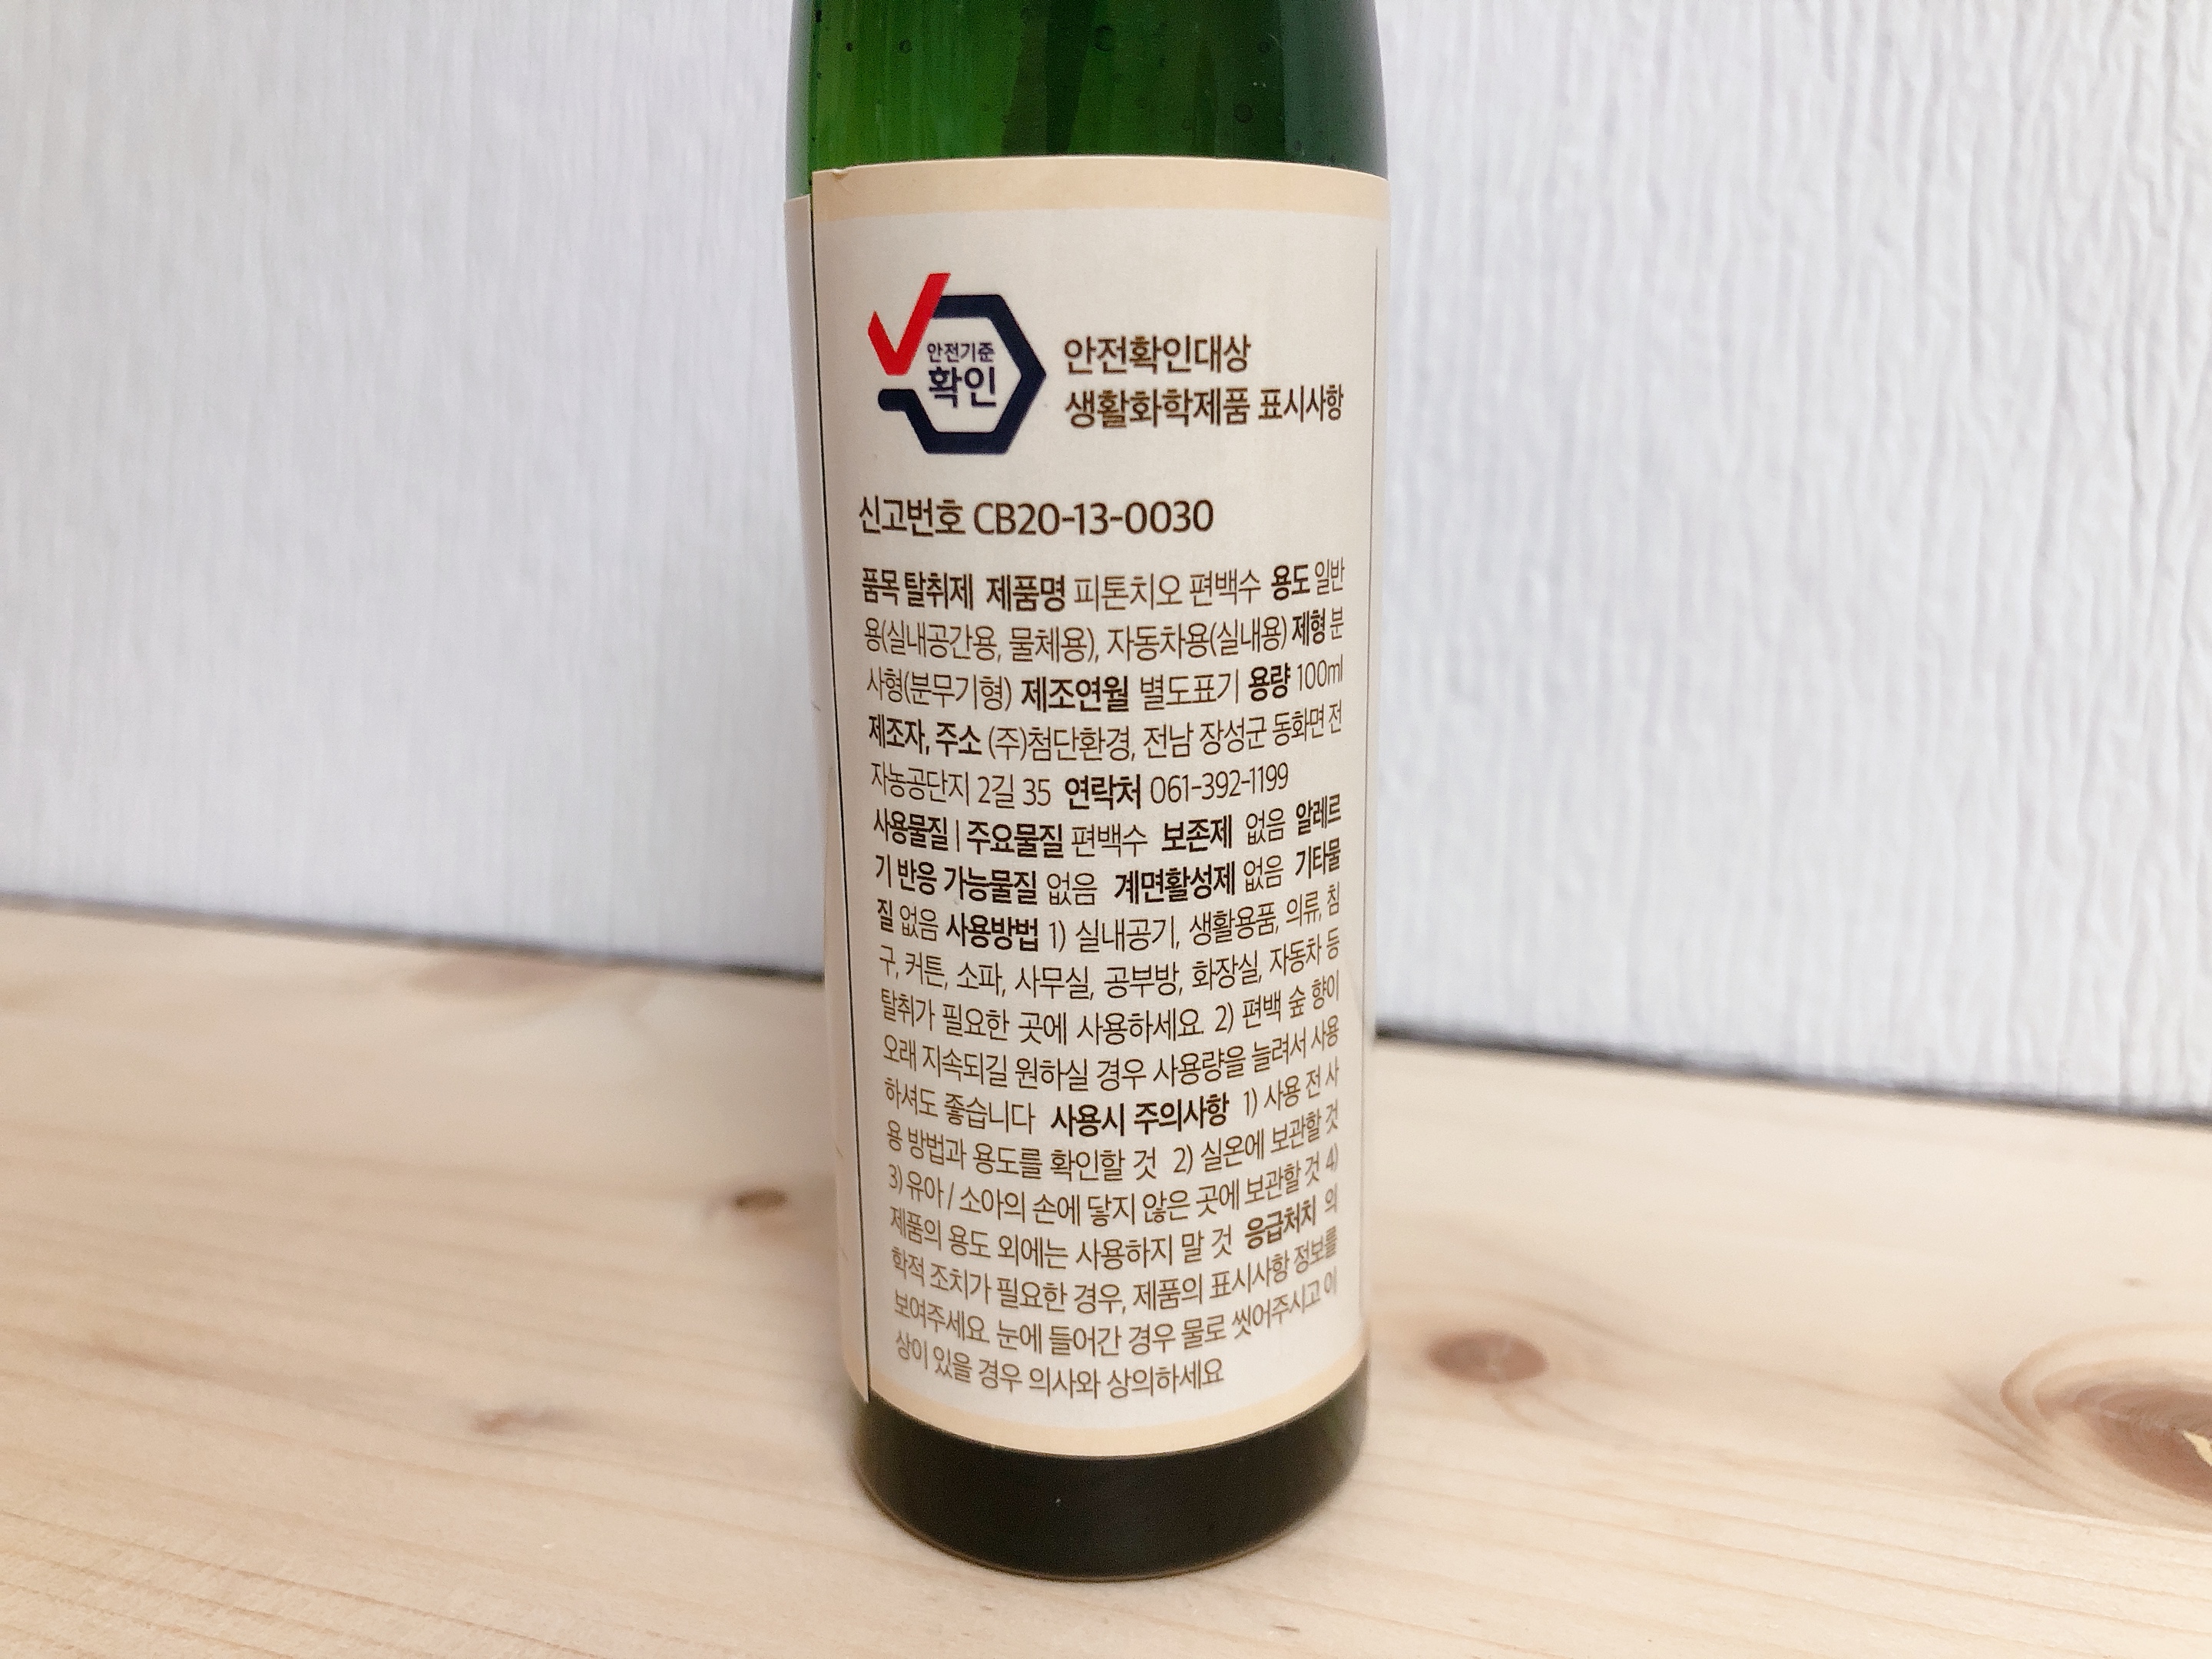 안전기준
확인
안전확인대상
생활화학제품 표시사항
신고번호 CB20-13-0030
품목 탈취제 제품명 피톤치오 편백수 용도 일반
용(실내공간용, 물체용), 자동차용(실내용) 제형 분
사형(분무기형) 제조연월 별도표기 용량 100ml
제조자, 주소 (주)첨단환경, 전남 장성군 동화면 전
자농공단지 2길 35 연락처 061-392-1199
사용물질 | 주요물질 편백수 보존제 없음 알레르
기 반응 가능물질 없음 계면활성제 없음 기타물
질 없음 사용방법 1) 실내공기, 생활용품, 의류, 침
구, 커튼, 소파, 사무실, 공부방, 화장실, 자동차 등
탈취가 필요한 곳에 사용하세요. 2) 편백 숲 향이
오래 지속되길 원하실 경우 사용량을 늘려서 사용
하셔도 좋습니다 사용시 주의사항 1) 사용 전 사
용 방법과 용도를 확인할 것 2) 실온에 보관할 것
3) 유아 / 소아의 손에 닿지 않은 곳에 보관할 것 4)
제품의 용도 외에는 사용하지 말 것 응급처치 의
학적 조치가 필요한 경우, 제품의 표시사항 정보를
보여주세요. 눈에 들어간 경우 물로 씻어주시고 이
상이 있을 경우 의사와 상의하세요